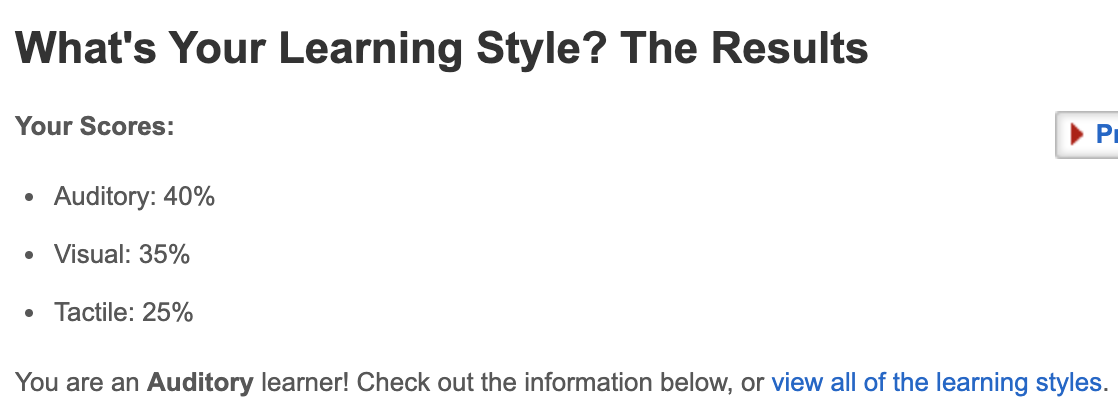 What's Your Learning Style? The Results
Your Scores:
Pr
• Auditory: 40%
• Visual: 35%
• Tactile: 25%
You are an Auditory learner! Check out the information below, or view all of the learning styles.